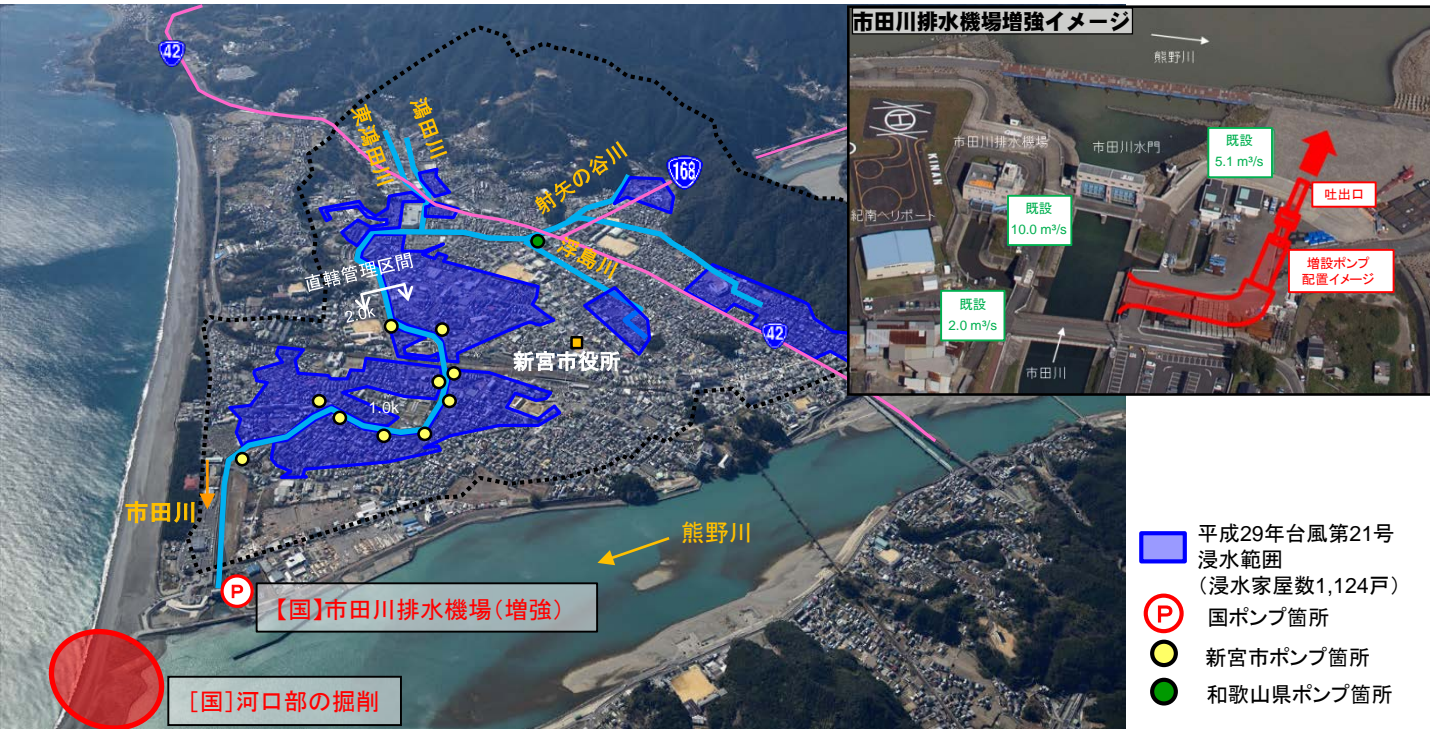 42
東鴻田川
鴻田川
射矢の谷川
168
浮島川
直轄管理区間
2.0k
新宮市役所
42
1.0k
市田川
熊野川
P
【国】市田川排水機場(増強)
[国]河口部の掘削
市田川排水機場増強イメージ
熊野川
市田川排水機場
市田川水門
既設
5.1 m³/s
KINAN
紀南ヘリポート
H
既設
10.0 m³/s
吐出口
増設ポンプ
配置イメージ
既設
2.0 m³/s
市田川
平成29年台風第21号
浸水範囲
(浸水家屋数1,124戸)
P
国ポンプ箇所
新宮市ポンプ箇所
和歌山県ポンプ箇所